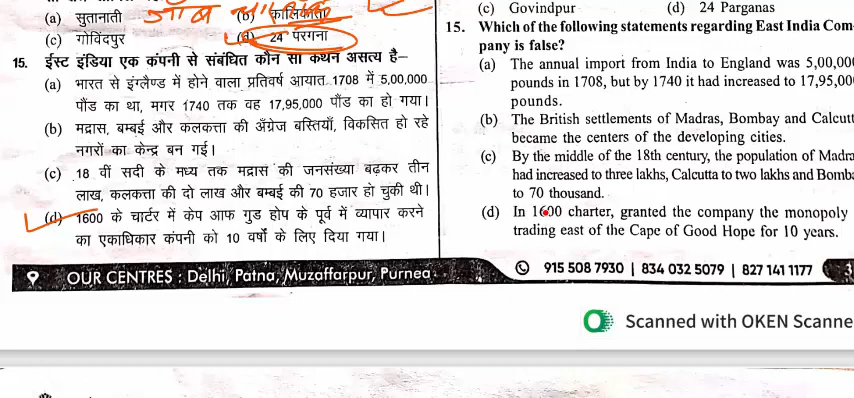 (a) सुतानाती
(b) कालिकाता
(c) गोविंदपुर
(d) 24 परगना
15. ईस्ट इंडिया एक कंपनी से संबंधित कौन सा कथन असत्य है–
(a) भारत से इंग्लैण्ड में होने वाला प्रतिवर्ष आयात 1708 में 5,00,000
पौंड का था, मगर 1740 तक वह 17,95,000 पौंड का हो गया।
(b) मद्रास, बम्बई और कलकत्ता की अँग्रेज बस्तियाँ, विकसित हो रहे
नगरों का केन्द्र बन गई।
(c) 18 वीं सदी के मध्य तक मद्रास की जनसंख्या बढ़कर तीन
लाख, कलकत्ता की दो लाख और बम्बई की 70 हजार हो चुकी थी।
(d) 1600 के चार्टर में केप आफ गुड होप के पूर्व में व्यापार करने
का एकाधिकार कंपनी को 10 वर्षों के लिए दिया गया।
(c) Govindpur (d) 24 Parganas
15. Which of the following statements regarding East India Com
pany is false?
(a) The annual import from India to England was 5,00,000
pounds in 1708, but by 1740 it had increased to 17,95,00
pounds.
(b) The British settlements of Madras, Bombay and Calcutt
became the centers of the developing cities.
(c) By the middle of the 18th century, the population of Madra
had increased to three lakhs, Calcutta to two lakhs and Bomba
to 70 thousand.
(d) In 1600 charter, granted the company the monopoly
trading east of the Cape of Good Hope for 10 years.
OUR CENTRES : Delhi, Patna, Muzaffarpur, Purnea
915 508 7930 | 834 032 5079 | 827 141 1177
3
Scanned with OKEN Scanne